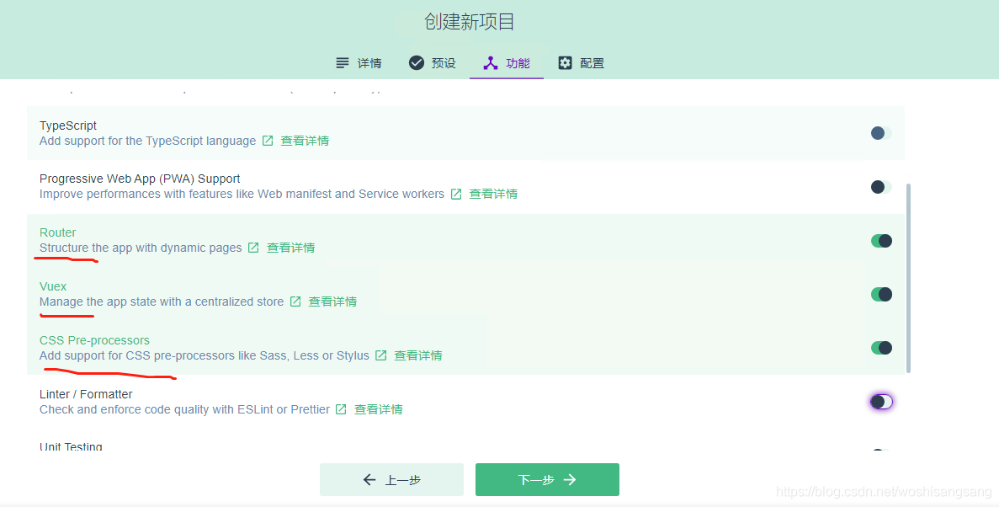 创建新项目
详情 预设 功能 配置
TypeScript
Add support for the TypeScript language 查看详情
Progressive Web App (PWA) Support
Improve performances with features like Web manifest and Service workers 查看详情
Router
Structure the app with dynamic pages 查看详情
Vuex
Manage the app state with a centralized store 查看详情
CSS Pre-processors
Add support for CSS pre-processors like Sass, Less or Stylus 查看详情
Linter / Formatter
Check and enforce code quality with ESLint or Prettier 查看详情
Unit Testing
上一步 下一步
https://blog.csdn.net/woshisangsang